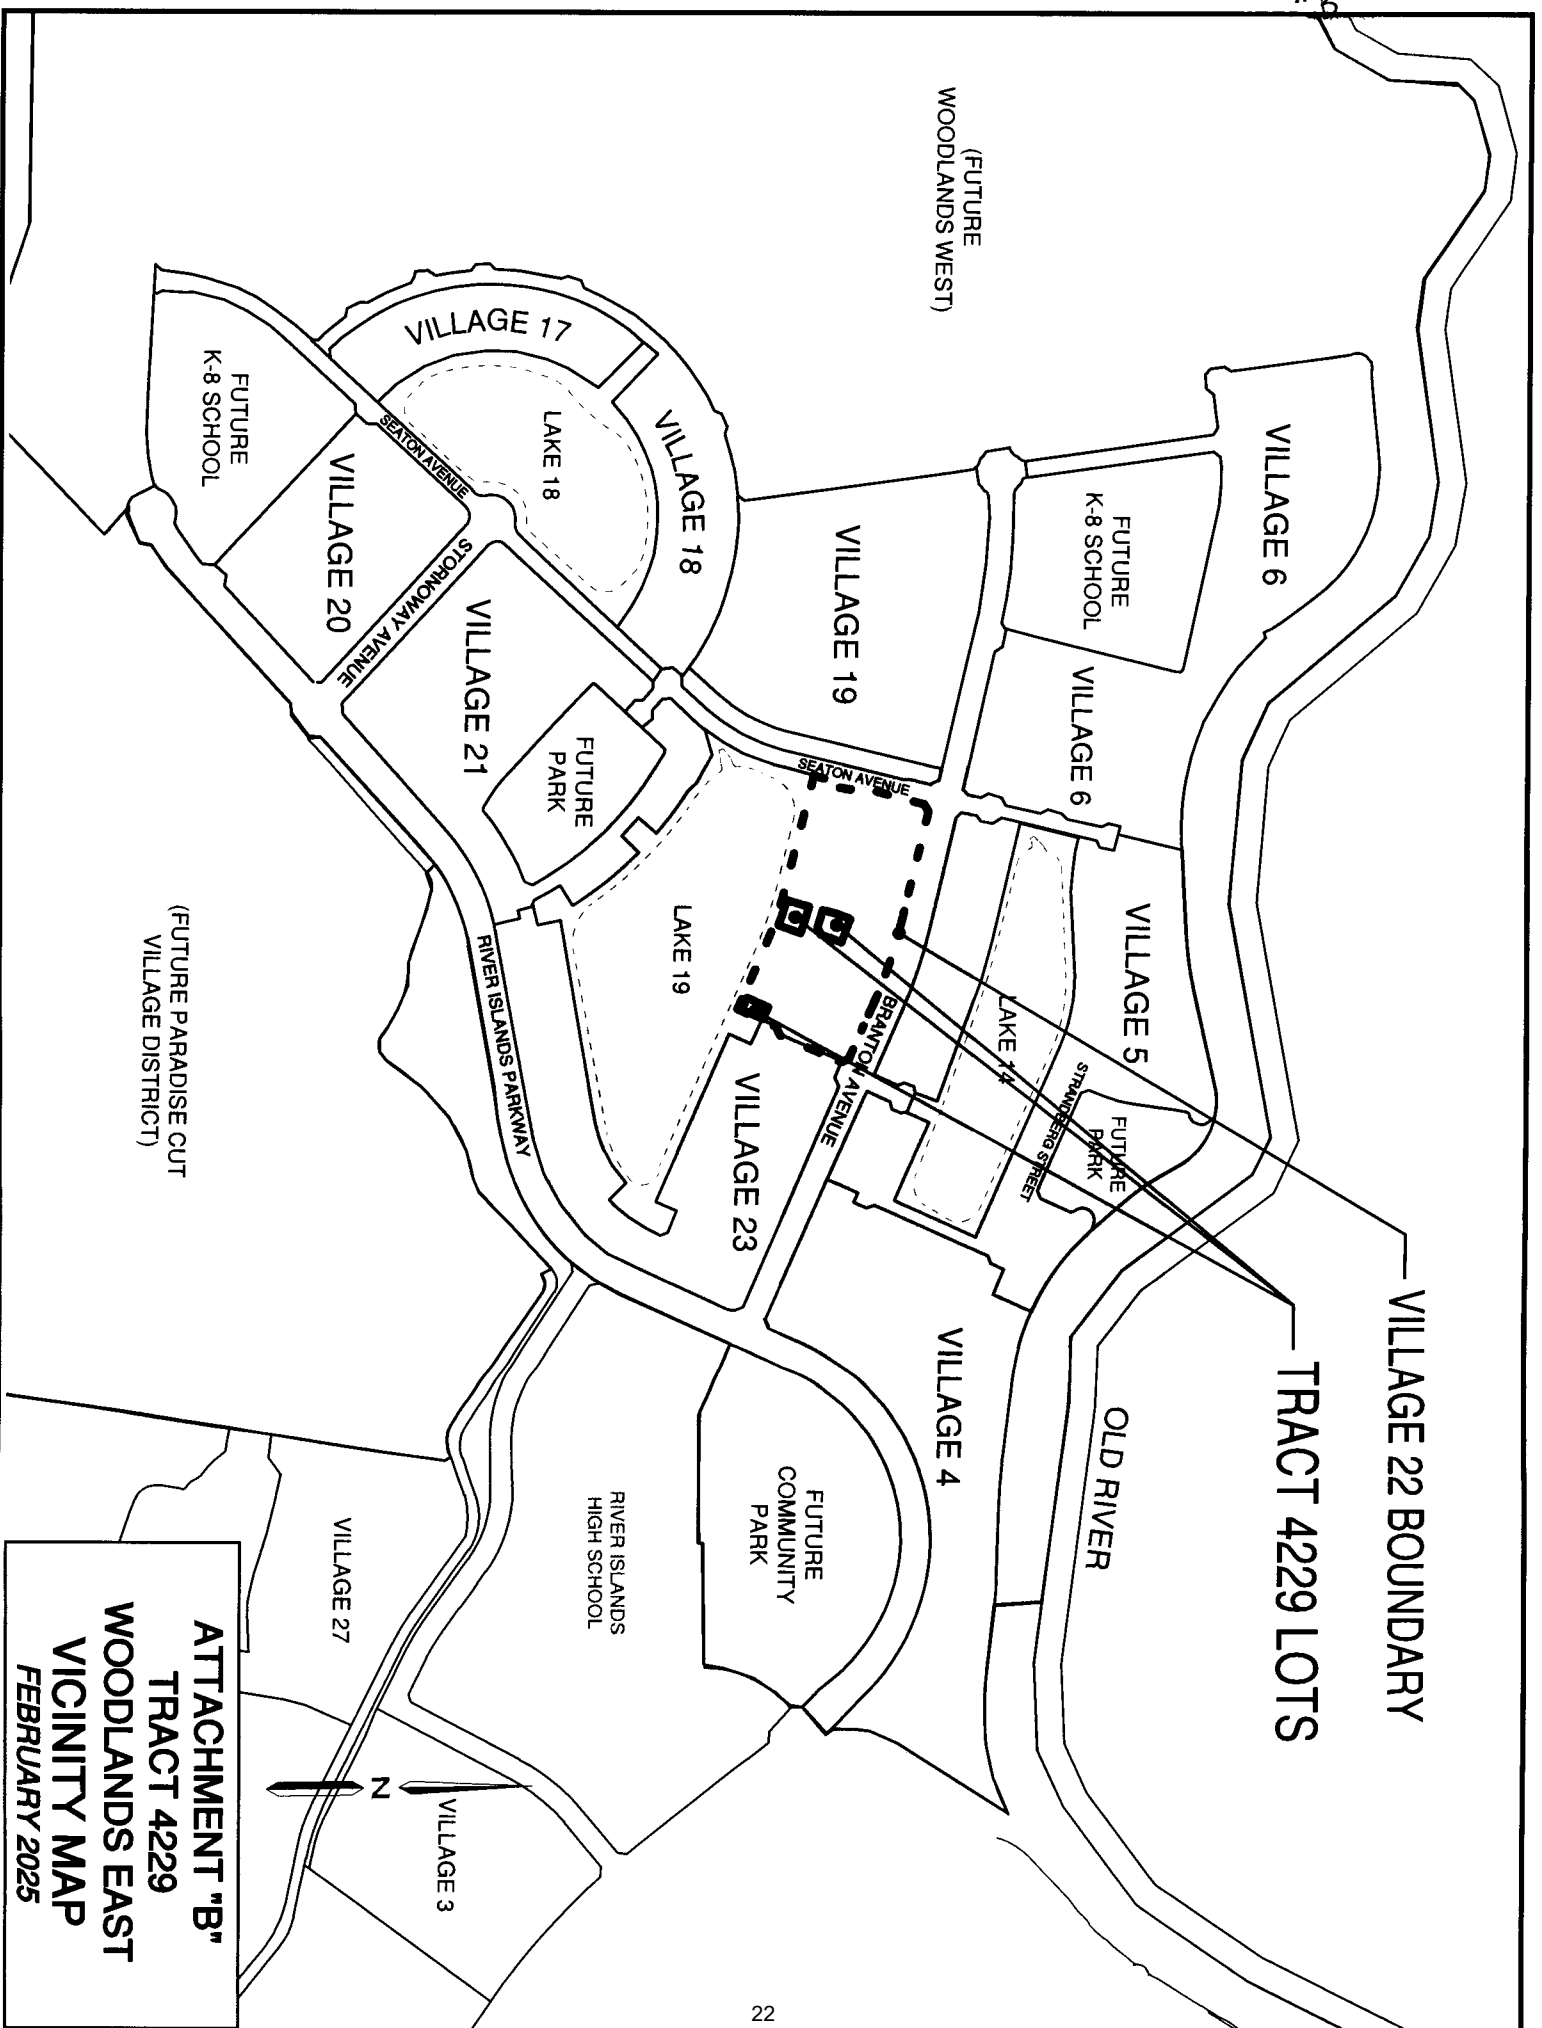 (FUTURE
WOODLANDS WEST)
VILLAGE 6
FUTURE
K-8 SCHOOL
VILLAGE 6
VILLAGE 5
VILLAGE 17
VILLAGE 18
VILLAGE 19
LAKE 18
SEATON AVENUE
FUTURE
K-8 SCHOOL
VILLAGE 20
STORNOWAY AVENUE
VILLAGE 21
FUTURE
PARK
SEATON AVENUE
LAKE 19
LAKE 14
STRANDBERG STREET
FUTURE
PARK
BRANTON AVENUE
VILLAGE 23
RIVER ISLANDS PARKWAY
(FUTURE PARADISE CUT
VILLAGE DISTRICT)
VILLAGE 22 BOUNDARY
TRACT 4229 LOTS
OLD RIVER
VILLAGE 4
FUTURE
COMMUNITY
PARK
RIVER ISLANDS
HIGH SCHOOL
VILLAGE 27
VILLAGE 3
N
ATTACHMENT "B"
TRACT 4229
WOODLANDS EAST
VICINITY MAP
FEBRUARY 2025
22